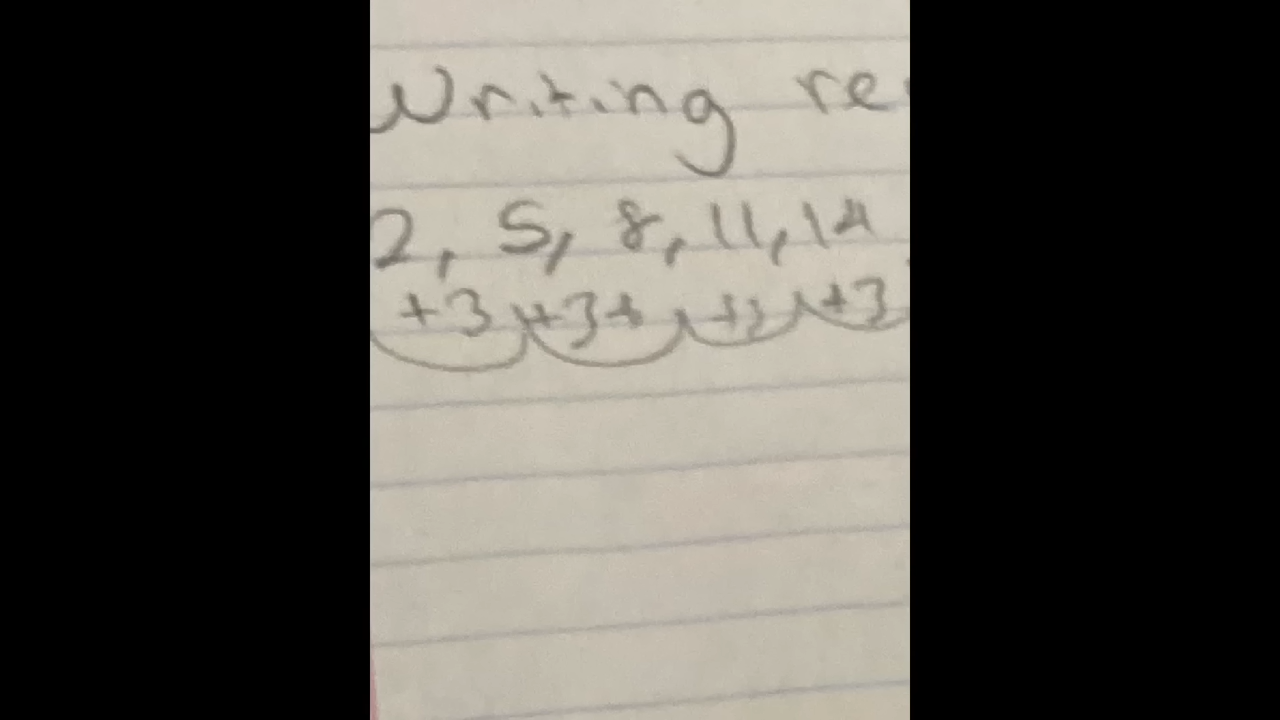 Writing re
2, 5, 8, 11, 14
+3 +3+ +3 +3